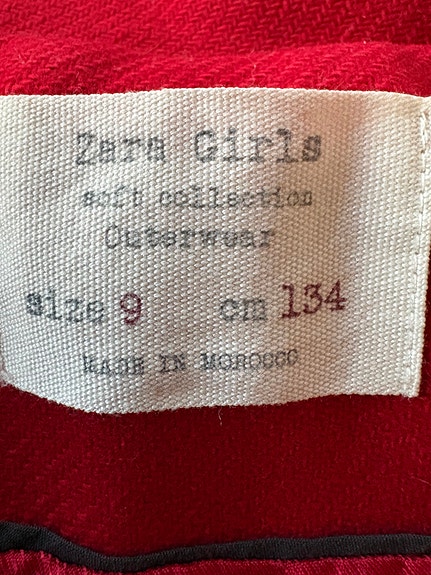 Zara Girls
soft collection
Outerwear
size 9 cm 134
MADE IN MOROCCO